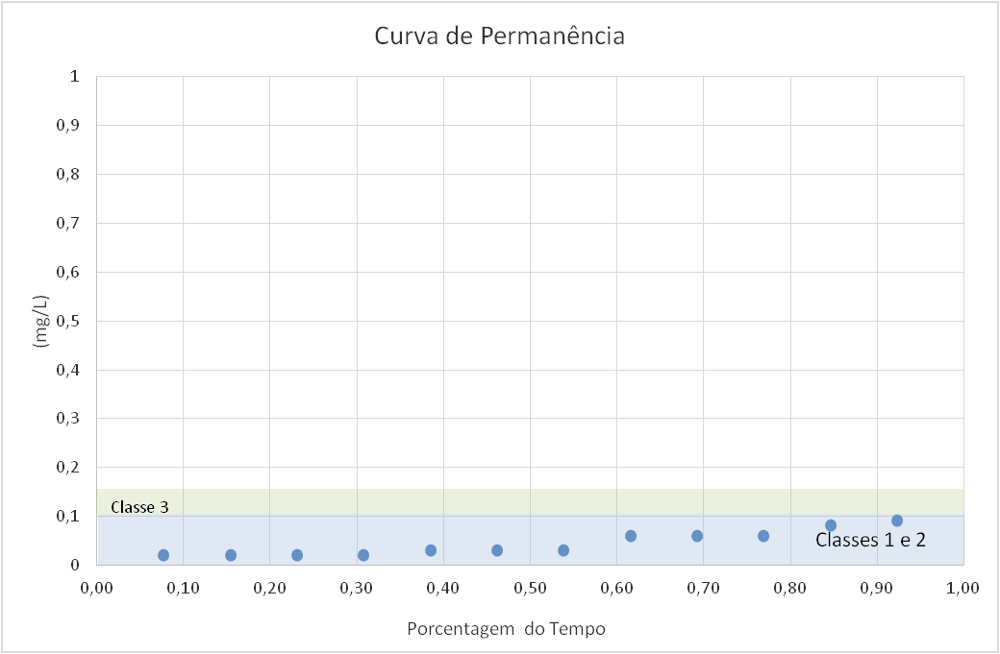 Curva de Permanência
1
0,9
0,8
0,7
0,6
0,5
0,4
0,3
0,2
0,1
0
(mg/L)
Classe 3
Classes 1 e 2
0,00 0,10 0,20 0,30 0,40 0,50 0,60 0,70 0,80 0,90 1,00
Porcentagem do Tempo